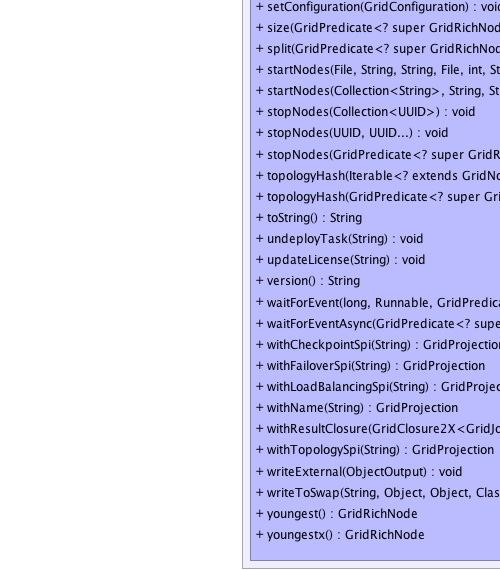 + setConfiguration(GridConfiguration) : void
+ size(GridPredicate<? super GridRichNod
+ split(GridPredicate<? super GridRichNod
+ startNodes(File, String, String, File, int, St
+ startNodes(Collection<String>, String, St
+ stopNodes(Collection<UUID>) : void
+ stopNodes(UUID, UUID...) : void
+ stopNodes(GridPredicate<? super GridR
+ topologyHash(Iterable<? extends GridNo
+ topologyHash(GridPredicate<? super Gri
+ toString() : String
+ undeployTask(String) : void
+ updateLicense(String) : void
+ version() : String
+ waitForEvent(long, Runnable, GridPredica
+ waitForEventAsync(GridPredicate<? supe
+ withCheckpointSpi(String) : GridProjection
+ withFailoverSpi(String) : GridProjection
+ withLoadBalancingSpi(String) : GridProjec
+ withName(String) : GridProjection
+ withResultClosure(GridClosure2X<GridJo
+ withTopologySpi(String) : GridProjection
+ writeExternal(ObjectOutput) : void
+ writeToSwap(String, Object, Object, Clas
+ youngest() : GridRichNode
+ youngestx() : GridRichNode